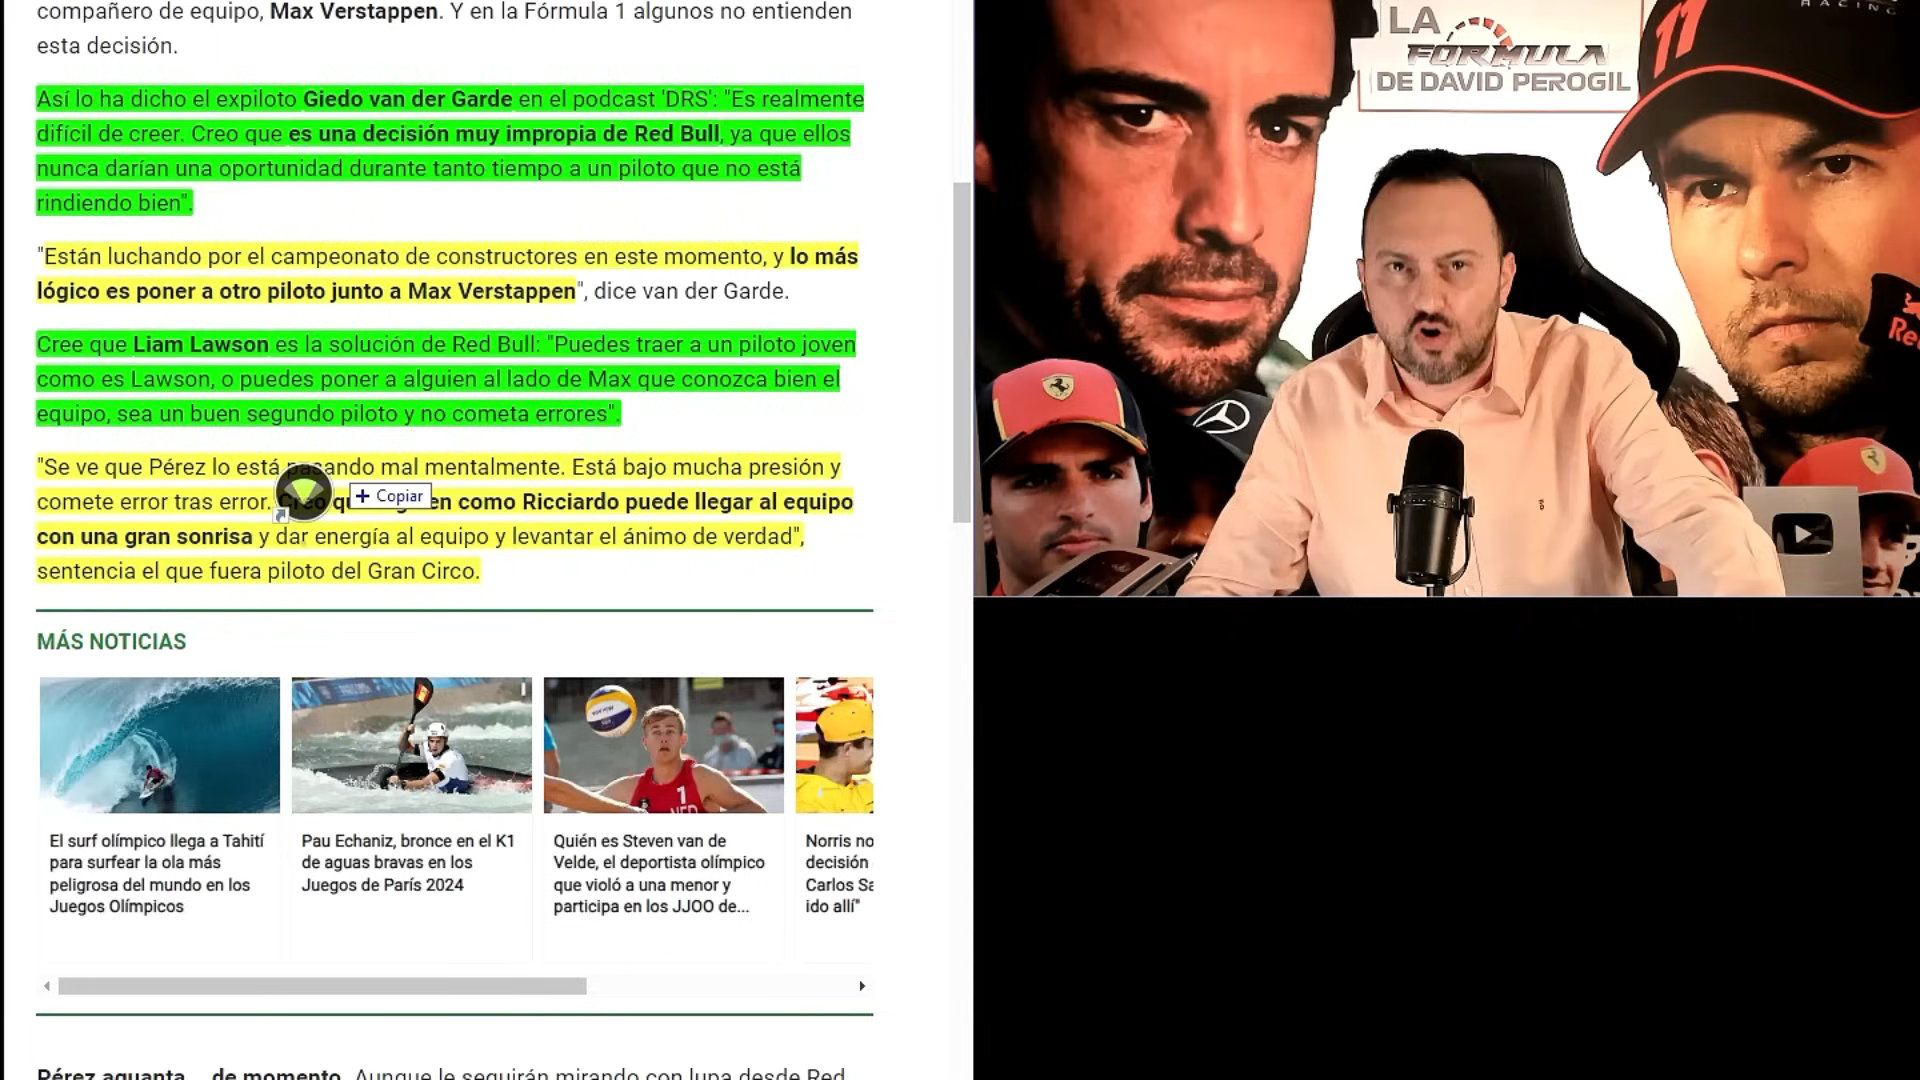 compañero de equipo, Max Verstappen. Y en la Fórmula 1 algunos no entienden
esta decisión.
Así lo ha dicho el expiloto Giedo van der Garde en el podcast 'DRS': "Es realmente
difícil de creer. Creo que es una decisión muy impropia de Red Bull, ya que ellos
nunca darían una oportunidad durante tanto tiempo a un piloto que no está
rindiendo bien".
"Están luchando por el campeonato de constructores en este momento, y lo más
lógico es poner a otro piloto junto a Max Verstappen", dice van der Garde.
Cree que Liam Lawson es la solución de Red Bull: "Puedes traer a un piloto joven
como es Lawson, o puedes poner a alguien al lado de Max que conozca bien el
equipo, sea un buen segundo piloto y no cometa errores".
"Se ve que Pérez lo está pasando mal mentalmente. Está bajo mucha presión y
comete error tras error. como Ricciardo puede llegar al equipo
+ Copiar
con una gran sonrisa y dar energía al equipo y levantar el ánimo de verdad",
sentencia el que fuera piloto del Gran Circo.
MÁS NOTICIAS
El surf olímpico llega a Tahití
para surfear la ola más
peligrosa del mundo en los
Juegos Olímpicos
Pau Echaniz, bronce en el K1
de aguas bravas en los
Juegos de París 2024
Quién es Steven van de
Velde, el deportista olímpico
que violó a una menor y
participa en los JJOO de...
Norris no
decisión
Carlos Sa
ido allí"
Pérez aguanta... de momento. Aunque le seguirán mirando con lupa desde Red
LA
FÓRMULA
DE DAVID PEROGIL
RACING
11
Re
1